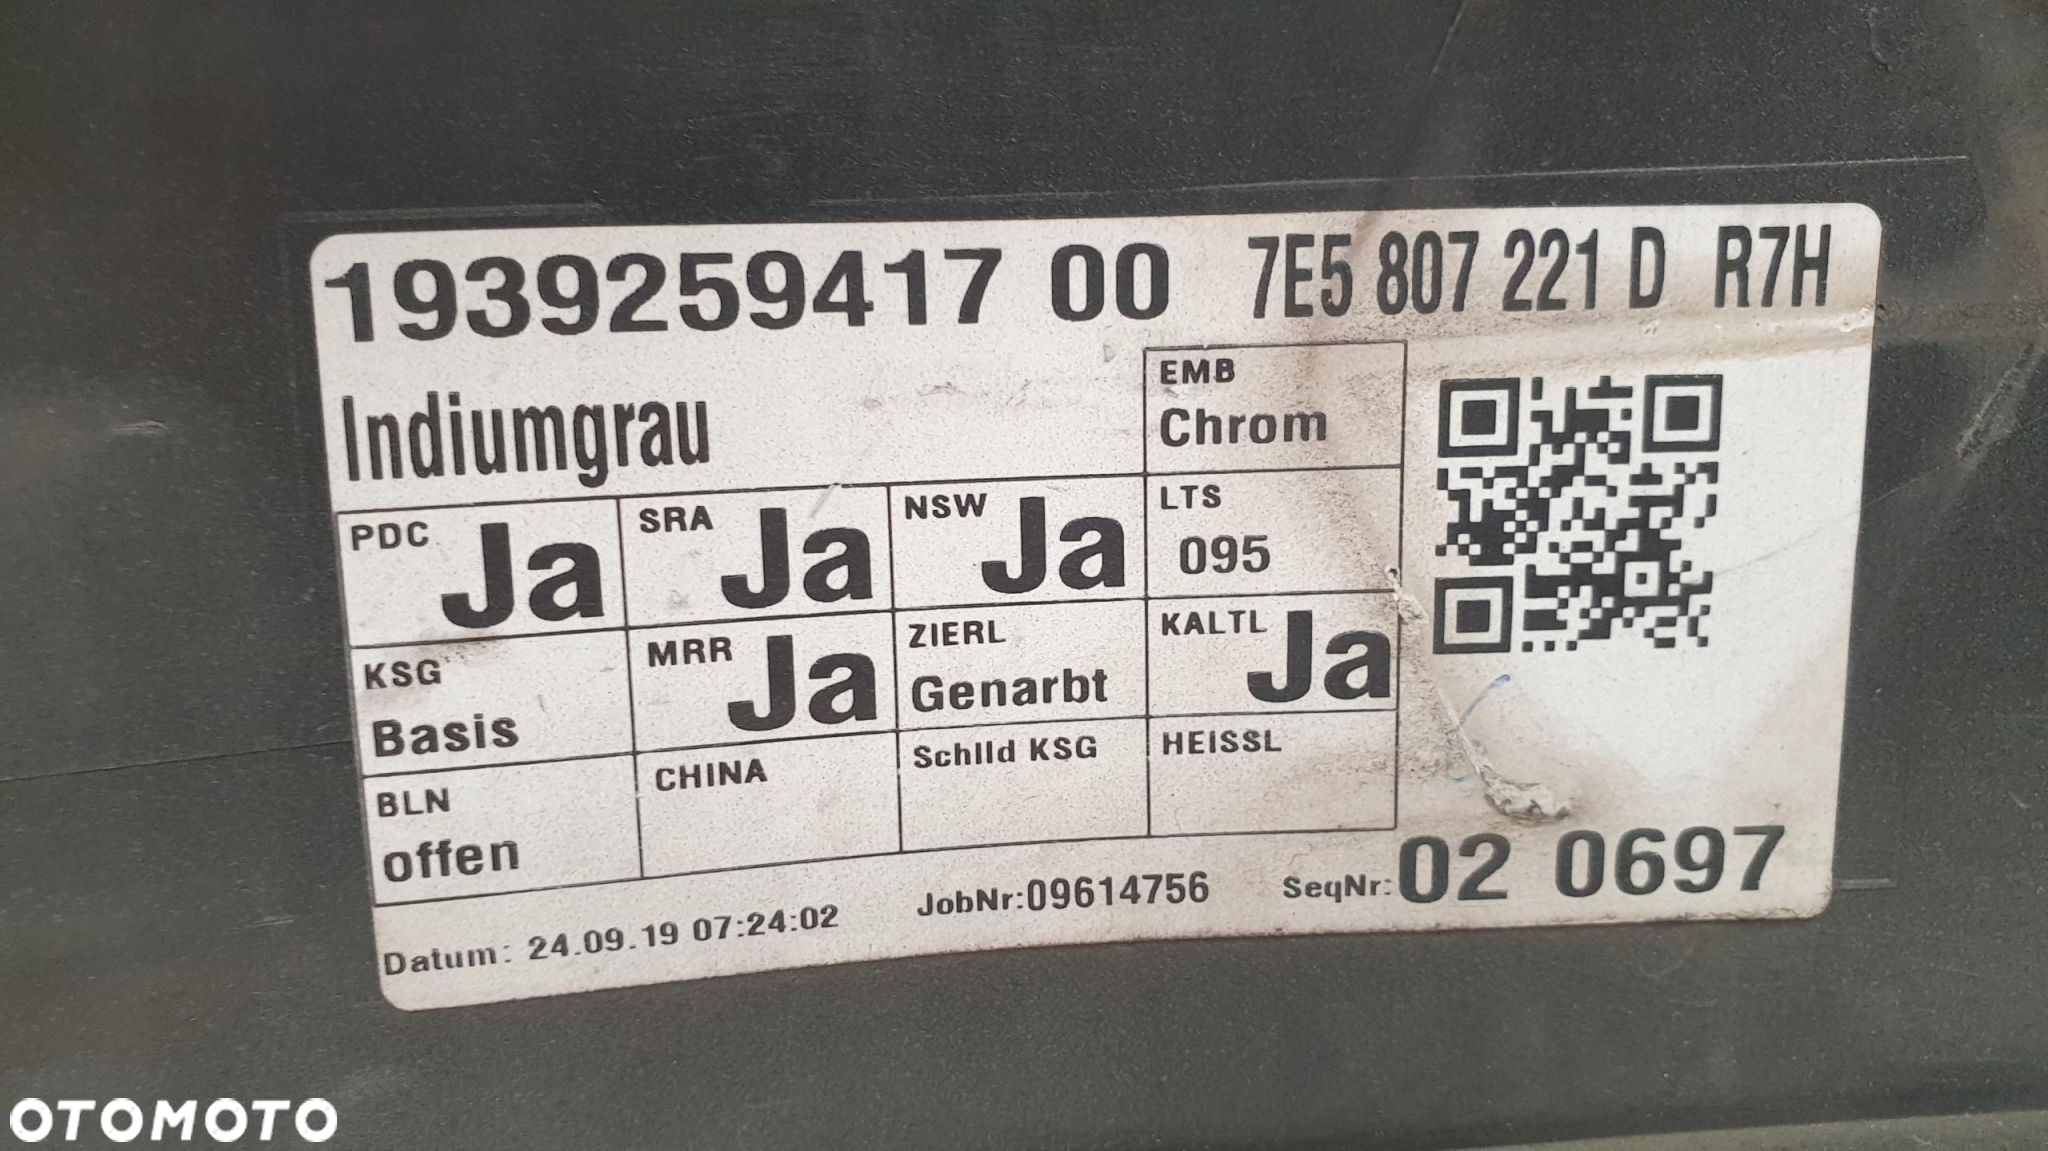 1939259417 00 7E5 807 221 D R7H
Indiumgrau
EMB
Chrom
PDC Ja
SRA Ja
NSW Ja
LTS
095
KSG
Basis
MRR Ja
ZIERL
Genarbt
KALTL Ja
BLN
offen
CHINA
Schlld KSG
HEISSL
Datum: 24.09.19 07:24:02 JobNr:09614756 SeqNr:02 0697
OTOMOTO